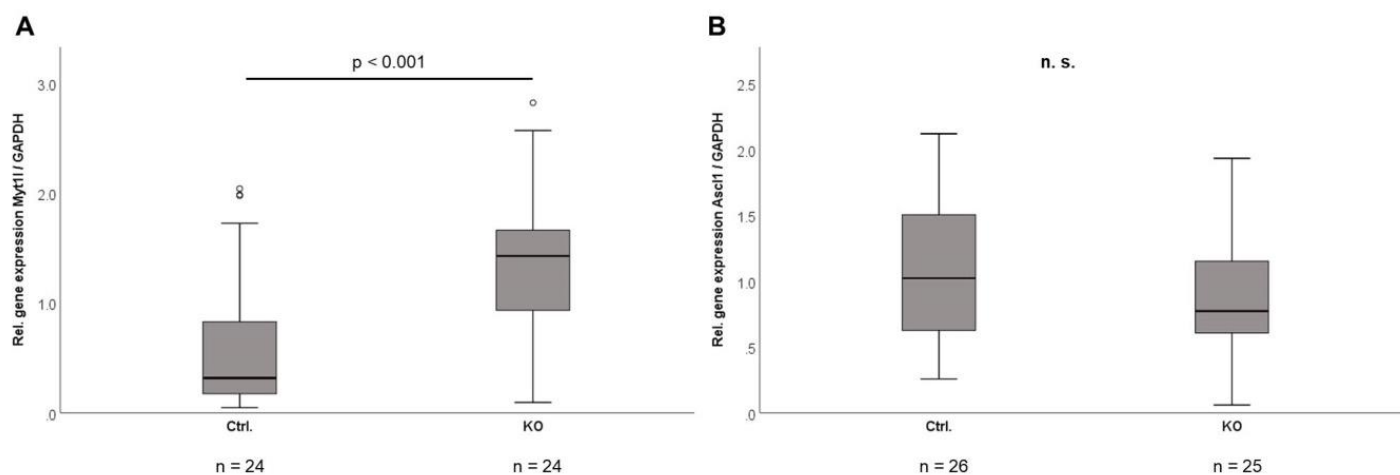 A
Rel. gene expression Myt1l / GAPDH
3.0
2.0
1.0
.0
p < 0.001
Ctrl.
KO
n = 24
n = 24
B
Rel. gene expression Ascl1 / GAPDH
2.5
2.0
1.5
1.0
.5
.0
n. s.
Ctrl.
KO
n = 26
n = 25